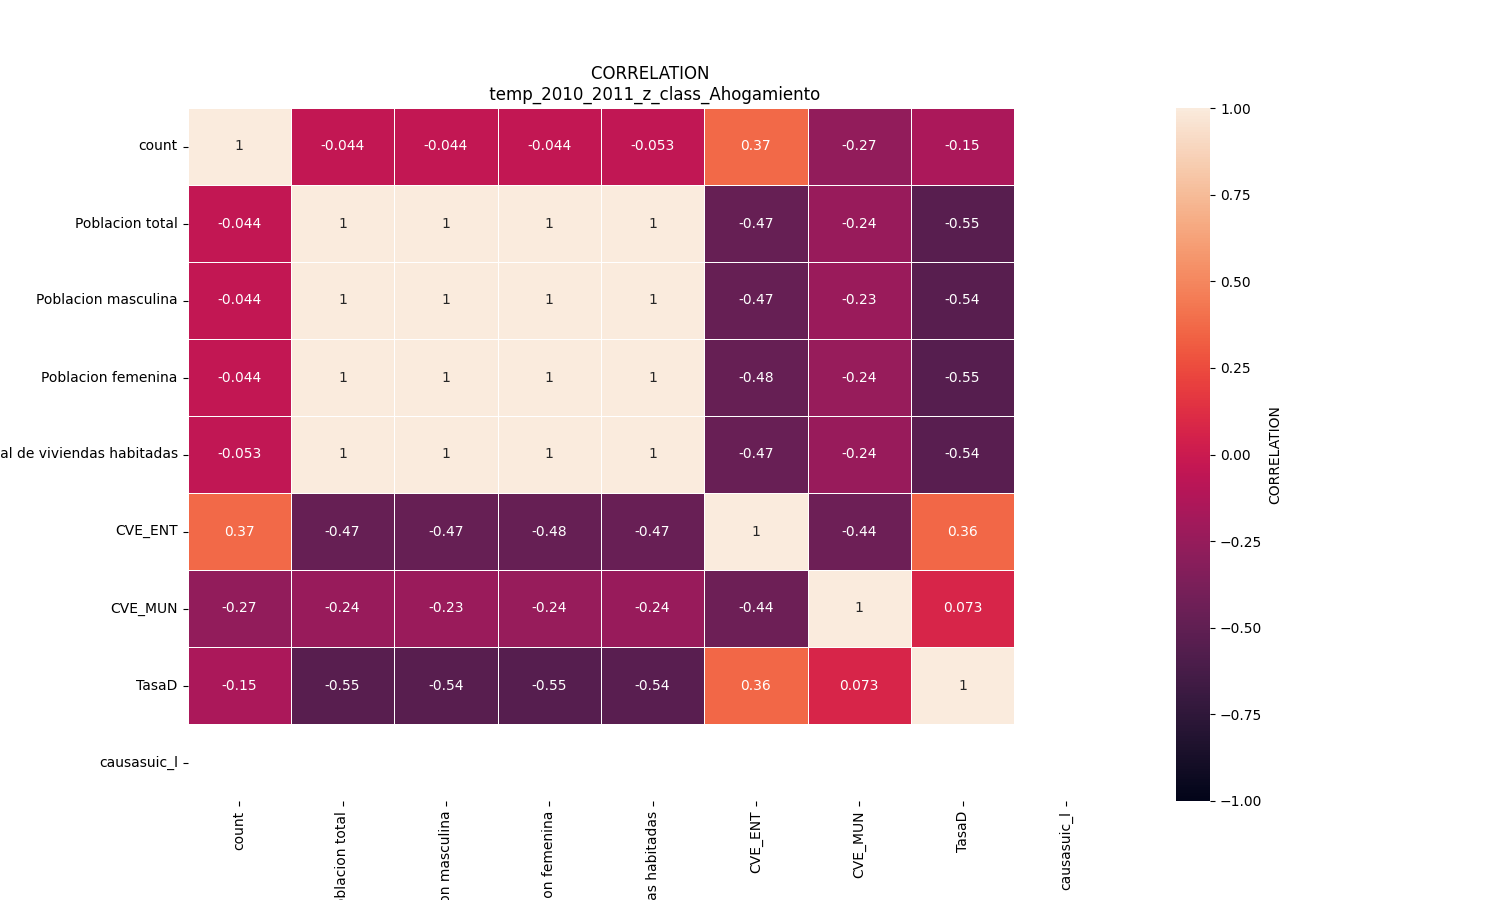 CORRELATION
temp_2010_2011_z_class_Ahogamiento
count 1 -0.044 -0.044 -0.044 -0.053 0.37 -0.27 -0.15
Poblacion total -0.044 1 1 1 1 -0.47 -0.24 -0.55
Poblacion masculina -0.044 1 1 1 1 -0.47 -0.23 -0.54
Poblacion femenina -0.044 1 1 1 1 -0.48 -0.24 -0.55
al de viviendas habitadas -0.053 1 1 1 1 -0.47 -0.24 -0.54
CVE_ENT 0.37 -0.47 -0.47 -0.48 -0.47 1 -0.44 0.36
CVE_MUN -0.27 -0.24 -0.23 -0.24 -0.24 -0.44 1 0.073
TasaD -0.15 -0.55 -0.54 -0.55 -0.54 0.36 0.073 1
causasuic_l
count
oblacion total
on masculina
on femenina
as habitadas
CVE_ENT
CVE_MUN
TasaD
causasuic_l
1.00
0.75
0.50
0.25
0.00
−0.25
−0.50
−0.75
−1.00
CORRELATION